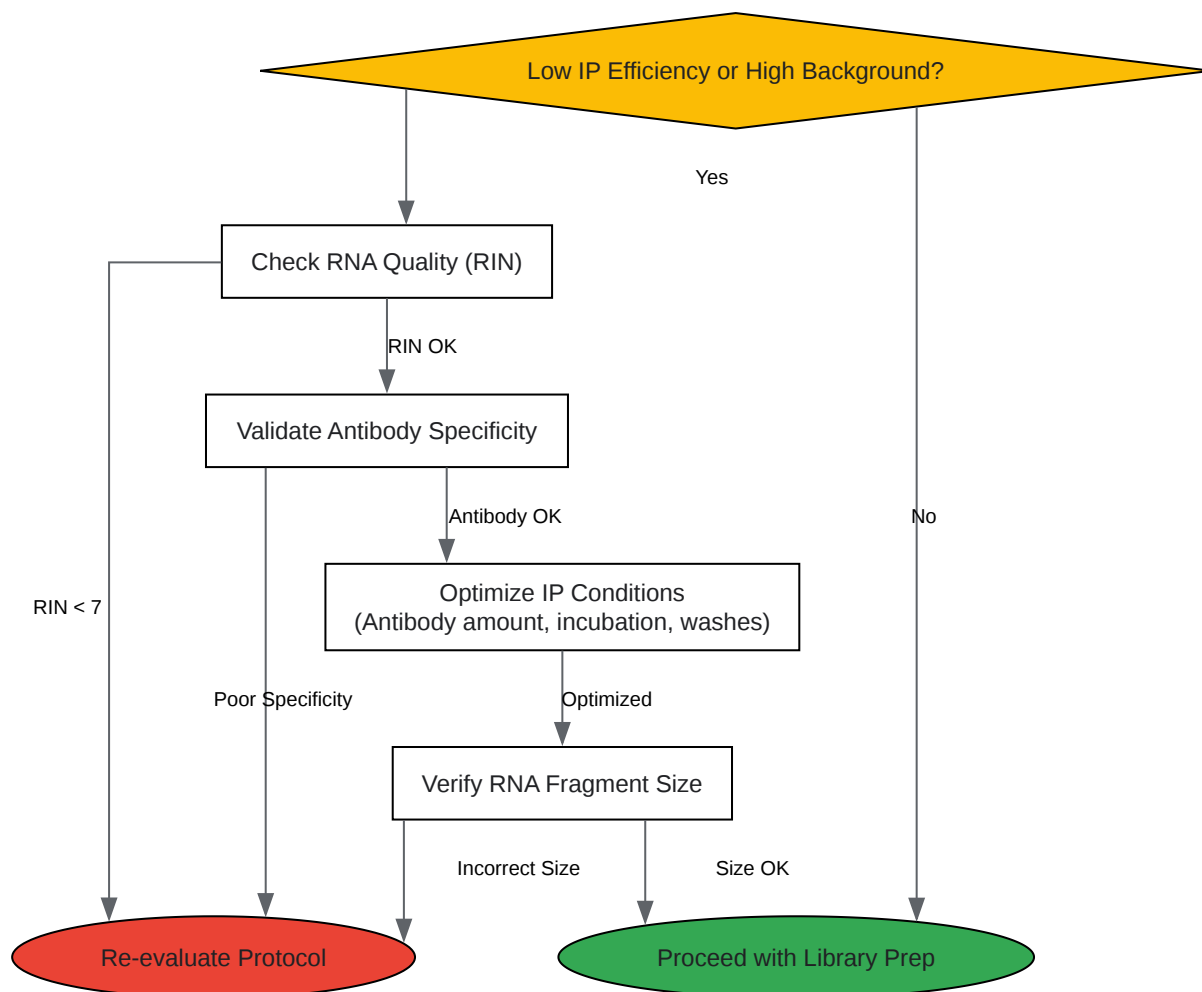 Low IP Efficiency or High Background?
Yes
Check RNA Quality (RIN)
RIN OK
Validate Antibody Specificity
Antibody OK
No
Optimize IP Conditions
(Antibody amount, incubation, washes)
RIN < 7
Poor Specificity
Optimized
Verify RNA Fragment Size
Incorrect Size
Size OK
Re-evaluate Protocol
Proceed with Library Prep